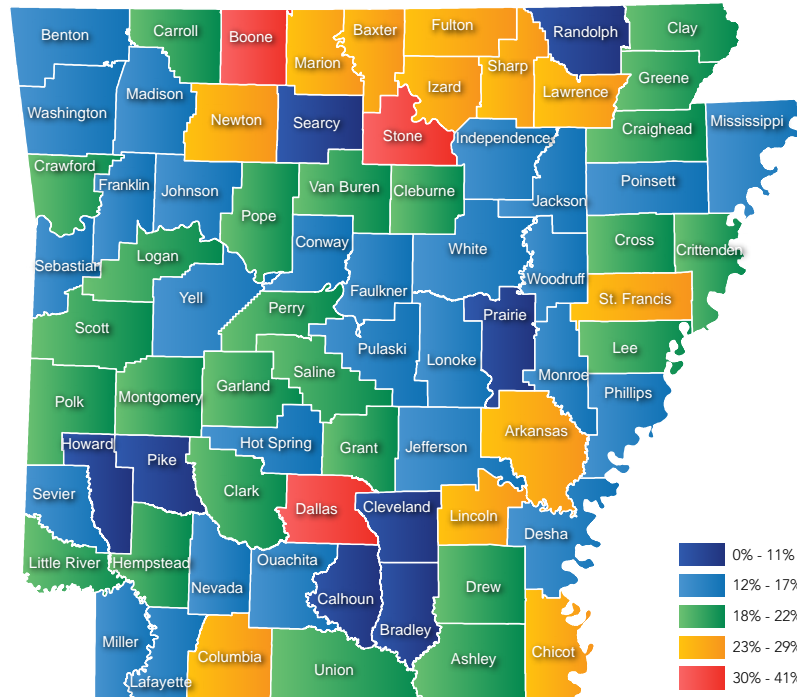 Benton
Carroll
Boone
Marion
Baxter
Fulton
Sharp
Randolph
Clay
Washington
Madison
Newton
Searcy
Stone
Izard
Lawrence
Greene
Independence
Craighead
Mississippi
Crawford
Franklin
Johnson
Pope
Van Buren
Cleburne
Jackson
Poinsett
Sebastian
Logan
Conway
White
Woodruff
Cross
Crittenden
Yell
Faulkner
St. Francis
Scott
Perry
Pulaski
Lonoke
Prairie
Monroe
Lee
Phillips
Polk
Montgomery
Garland
Saline
Hot Spring
Grant
Jefferson
Arkansas
Howard
Pike
Sevier
Clark
Dallas
Cleveland
Lincoln
Desha
Little River
Hempstead
Nevada
Ouachita
Calhoun
Bradley
Drew
Miller
Lafayette
Columbia
Union
Ashley
Chicot
0% - 11%
12% - 17%
18% - 22%
23% - 29%
30% - 41%